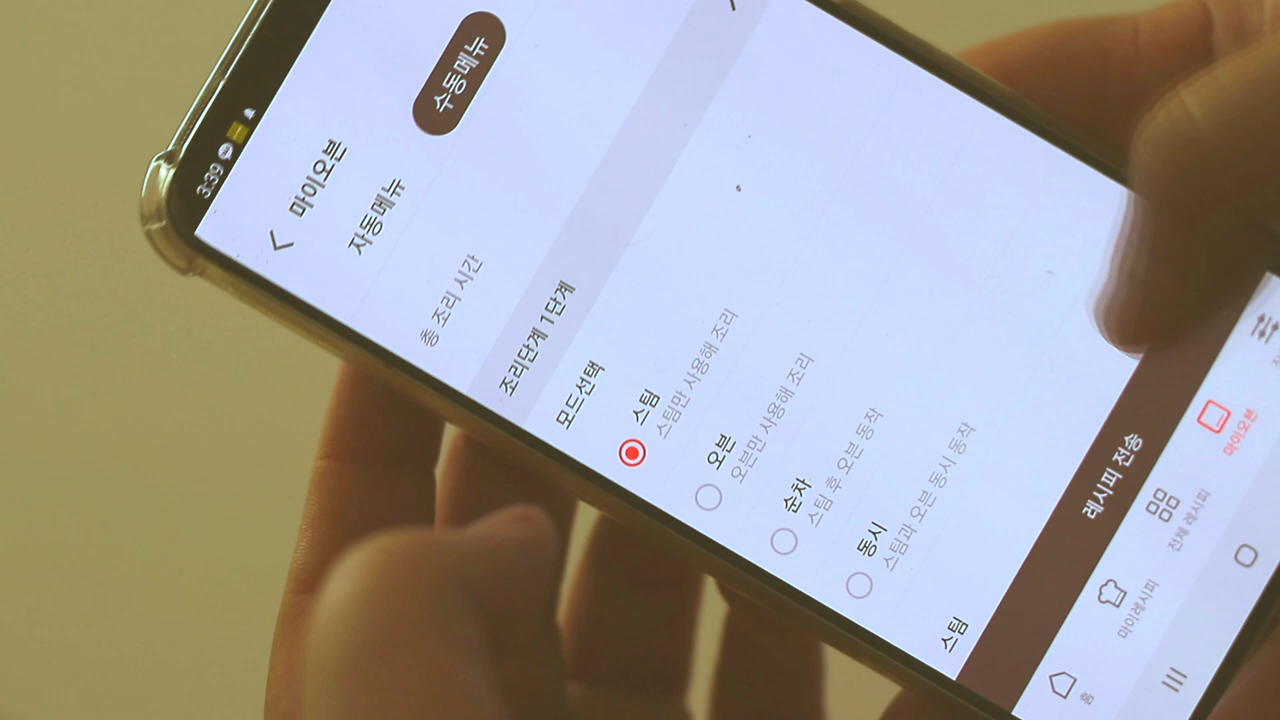 3:39
마이오븐
자동메뉴
수동메뉴
총 조리 시간
조리단계 1단계
모드선택
스팀
스팀만 사용해 조리
오븐
오븐만 사용해 조리
순차
스팀 후 오븐 동작
동시
스팀과 오븐 동시 동작
스팀
레시피 전송
홈
마이레시피
전체 레시피
마이오븐